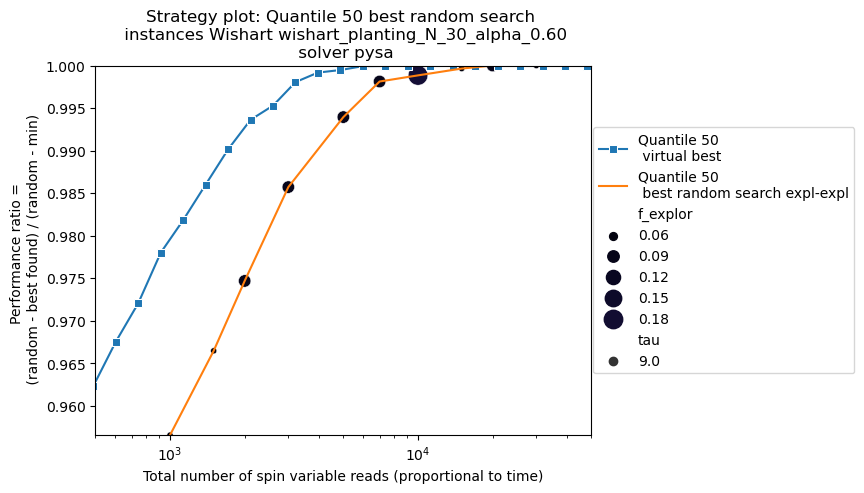 Strategy plot: Quantile 50 best random search
instances Wishart wishart_planting_N_30_alpha_0.60
solver pysa
Performance ratio =
(random - best found) / (random - min)
1.000
0.995
0.990
0.985
0.980
0.975
0.970
0.965
0.960
10³
10⁴
Total number of spin variable reads (proportional to time)
Quantile 50
virtual best
Quantile 50
best random search expl-expl
f_explor
0.06
0.09
0.12
0.15
0.18
tau
9.0